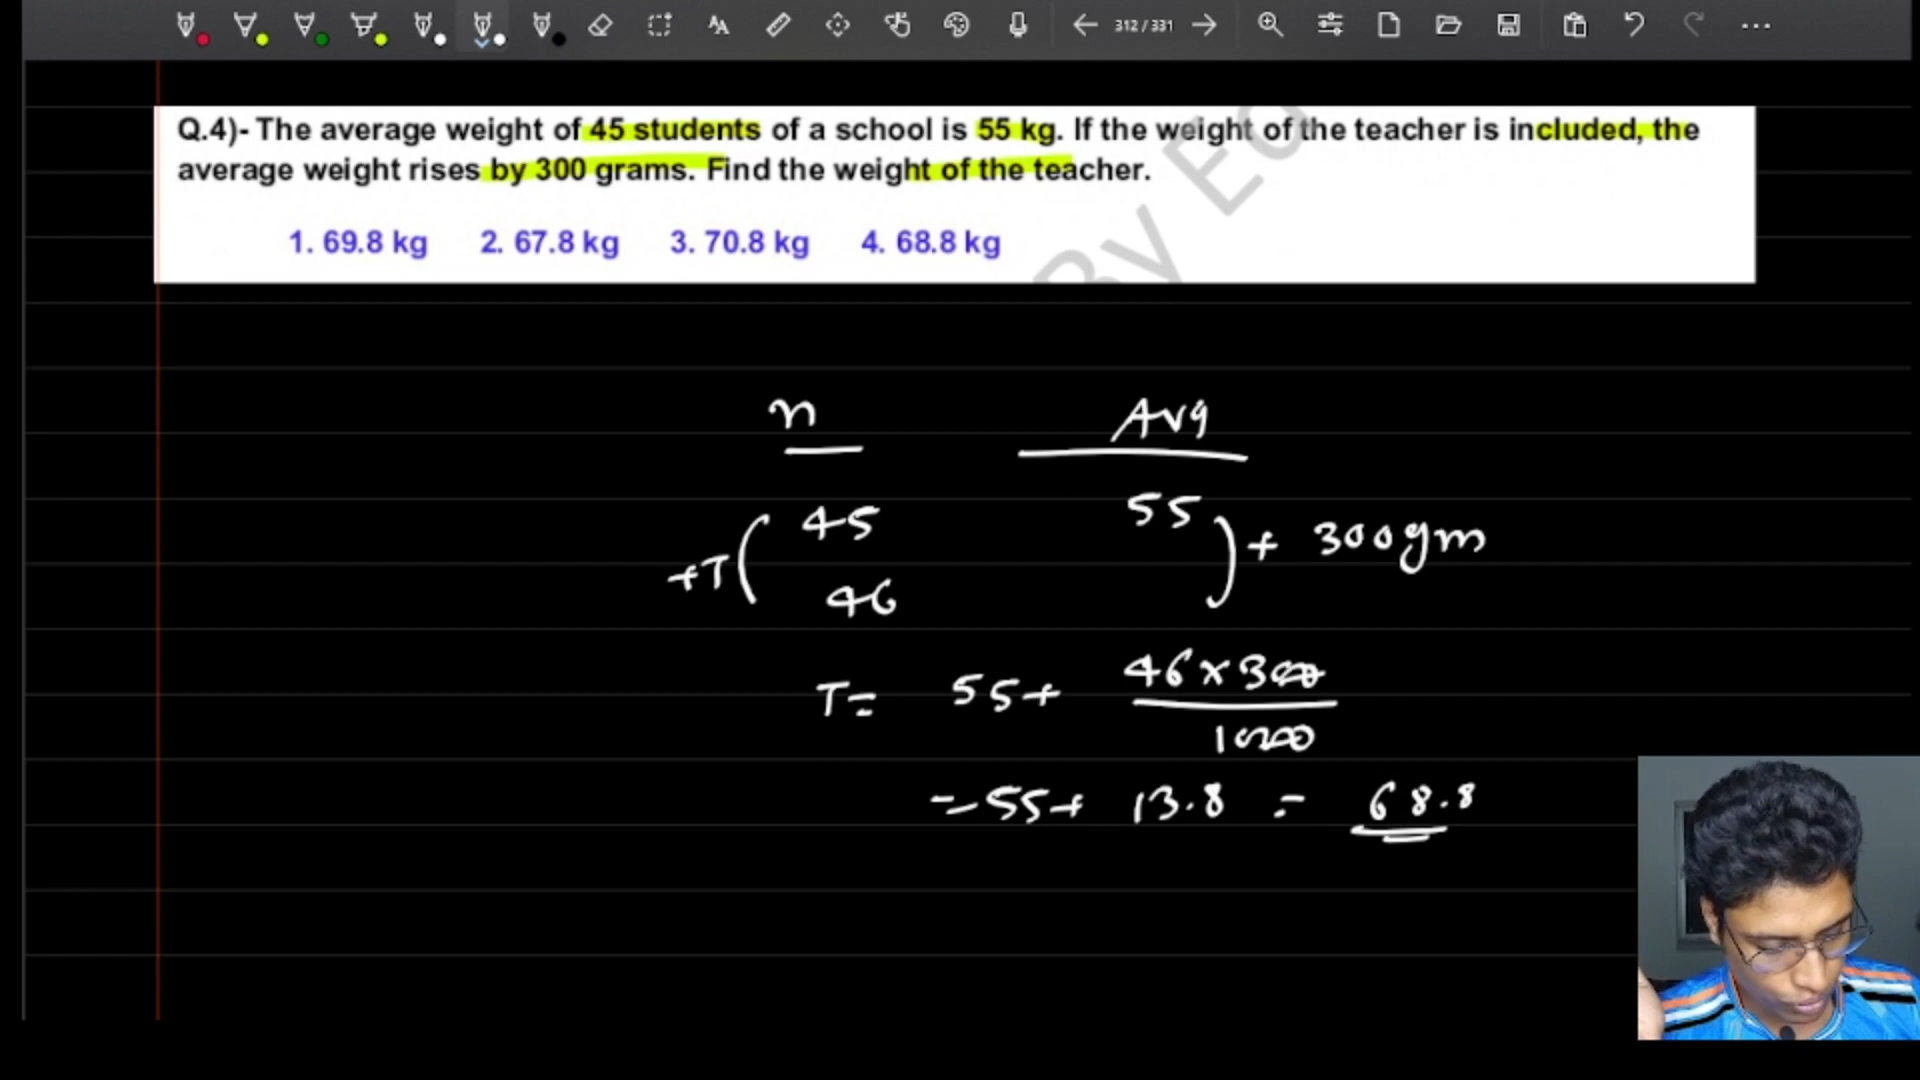 312 / 331
Q.4)- The average weight of 45 students of a school is 55 kg. If the weight of the teacher is included, the
average weight rises by 300 grams. Find the weight of the teacher.
1. 69.8 kg 2. 67.8 kg 3. 70.8 kg 4. 68.8 kg
By Ed
n Avg
45 55
+T + 300gm
46
T= 55+ 46×300
1000
=55+ 13.8 = 68.8